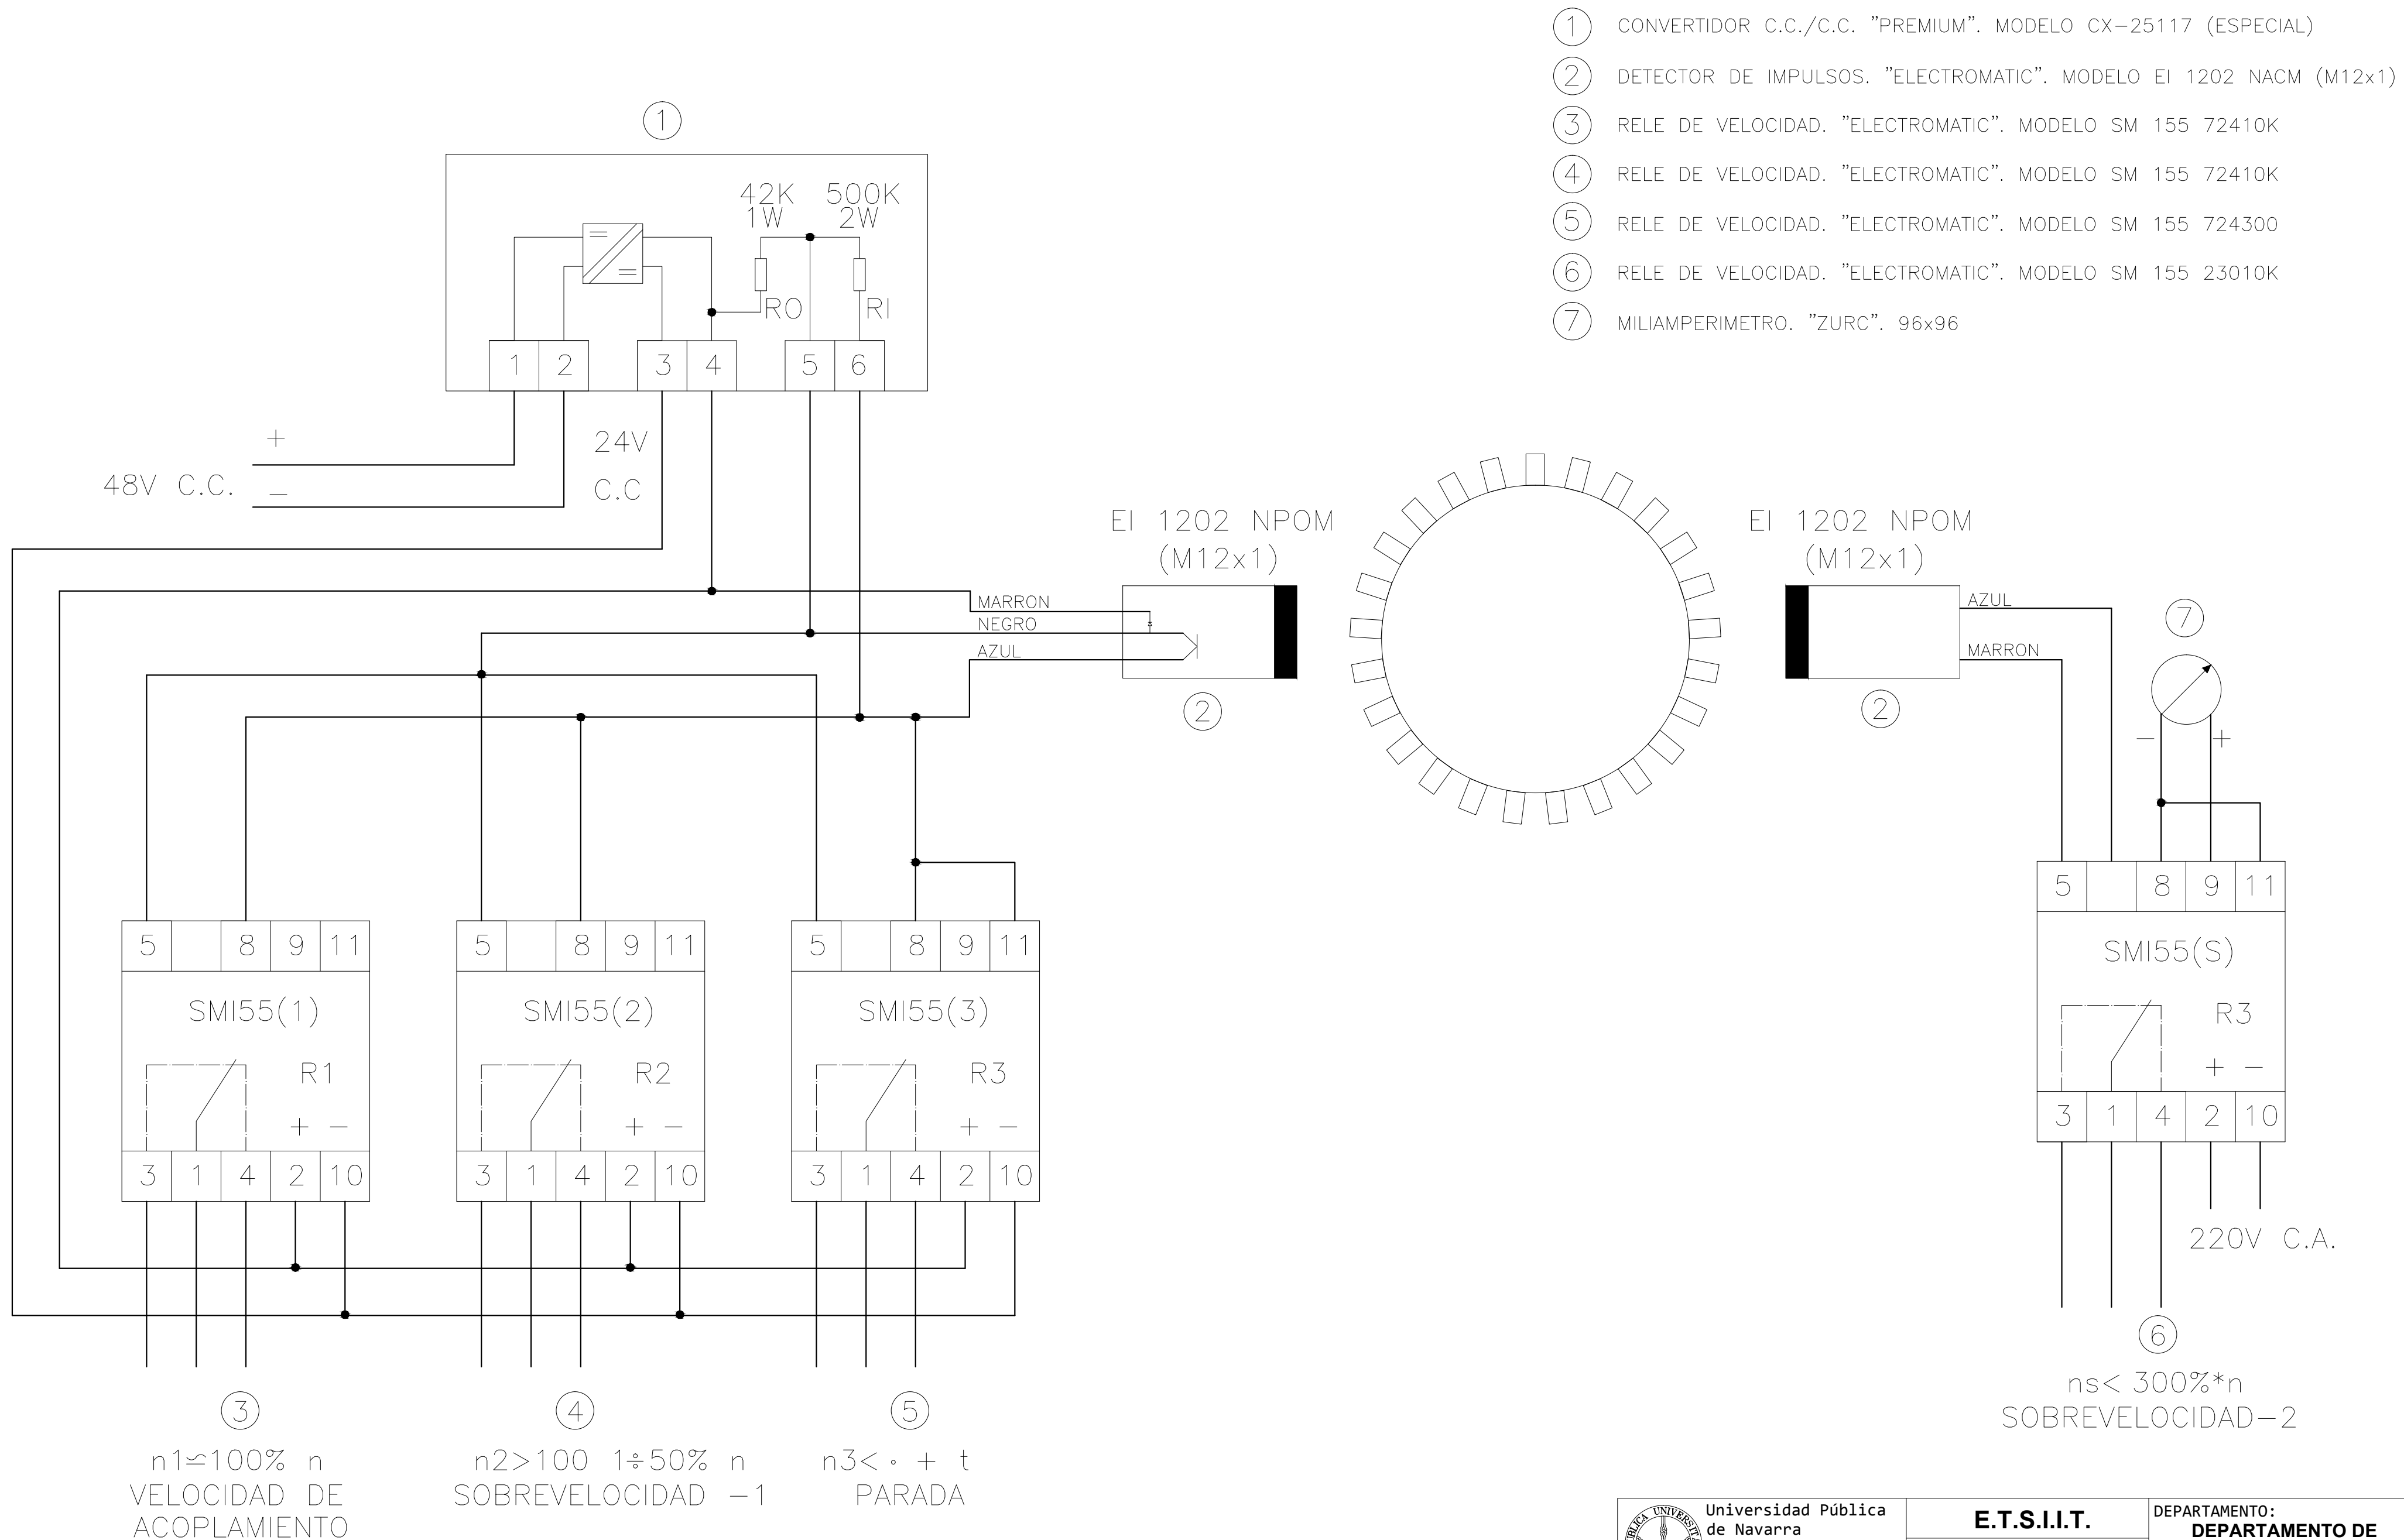 1 CONVERTIDOR C.C./C.C. "PREMIUM". MODELO CX-25117 (ESPECIAL)
2 DETECTOR DE IMPULSOS. "ELECTROMATIC". MODELO EI 1202 NACM (M12x1)
3 RELE DE VELOCIDAD. "ELECTROMATIC". MODELO SM 155 72410K
4 RELE DE VELOCIDAD. "ELECTROMATIC". MODELO SM 155 72410K
5 RELE DE VELOCIDAD. "ELECTROMATIC". MODELO SM 155 724300
6 RELE DE VELOCIDAD. "ELECTROMATIC". MODELO SM 155 23010K
7 MILIAMPERIMETRO. "ZURC". 96x96
1
42K 500K
1W 2W
RO RI
1 2 3 4 5 6
+
48V C.C.
–
24V
C.C
EI 1202 NPOM
(M12x1)
MARRON
NEGRO
AZUL
2
EI 1202 NPOM
(M12x1)
AZUL
MARRON
2
7
– +
5 8 9 11
SMI55(1)
R1
+ –
3 1 4 2 10
5 8 9 11
SMI55(2)
R2
+ –
3 1 4 2 10
5 8 9 11
SMI55(3)
R3
+ –
3 1 4 2 10
5 8 9 11
SMI55(S)
R3
+ –
3 1 4 2 10
220V C.A.
6
ns< 300%*n
SOBREVELOCIDAD-2
3
n1≃100% n
VELOCIDAD DE
ACOPLAMIENTO
4
n2>100 1÷50% n
SOBREVELOCIDAD -1
5
n3< ∘ + t
PARADA
Universidad Pública
de Navarra
E.T.S.I.I.T.
DEPARTAMENTO:
DEPARTAMENTO DE